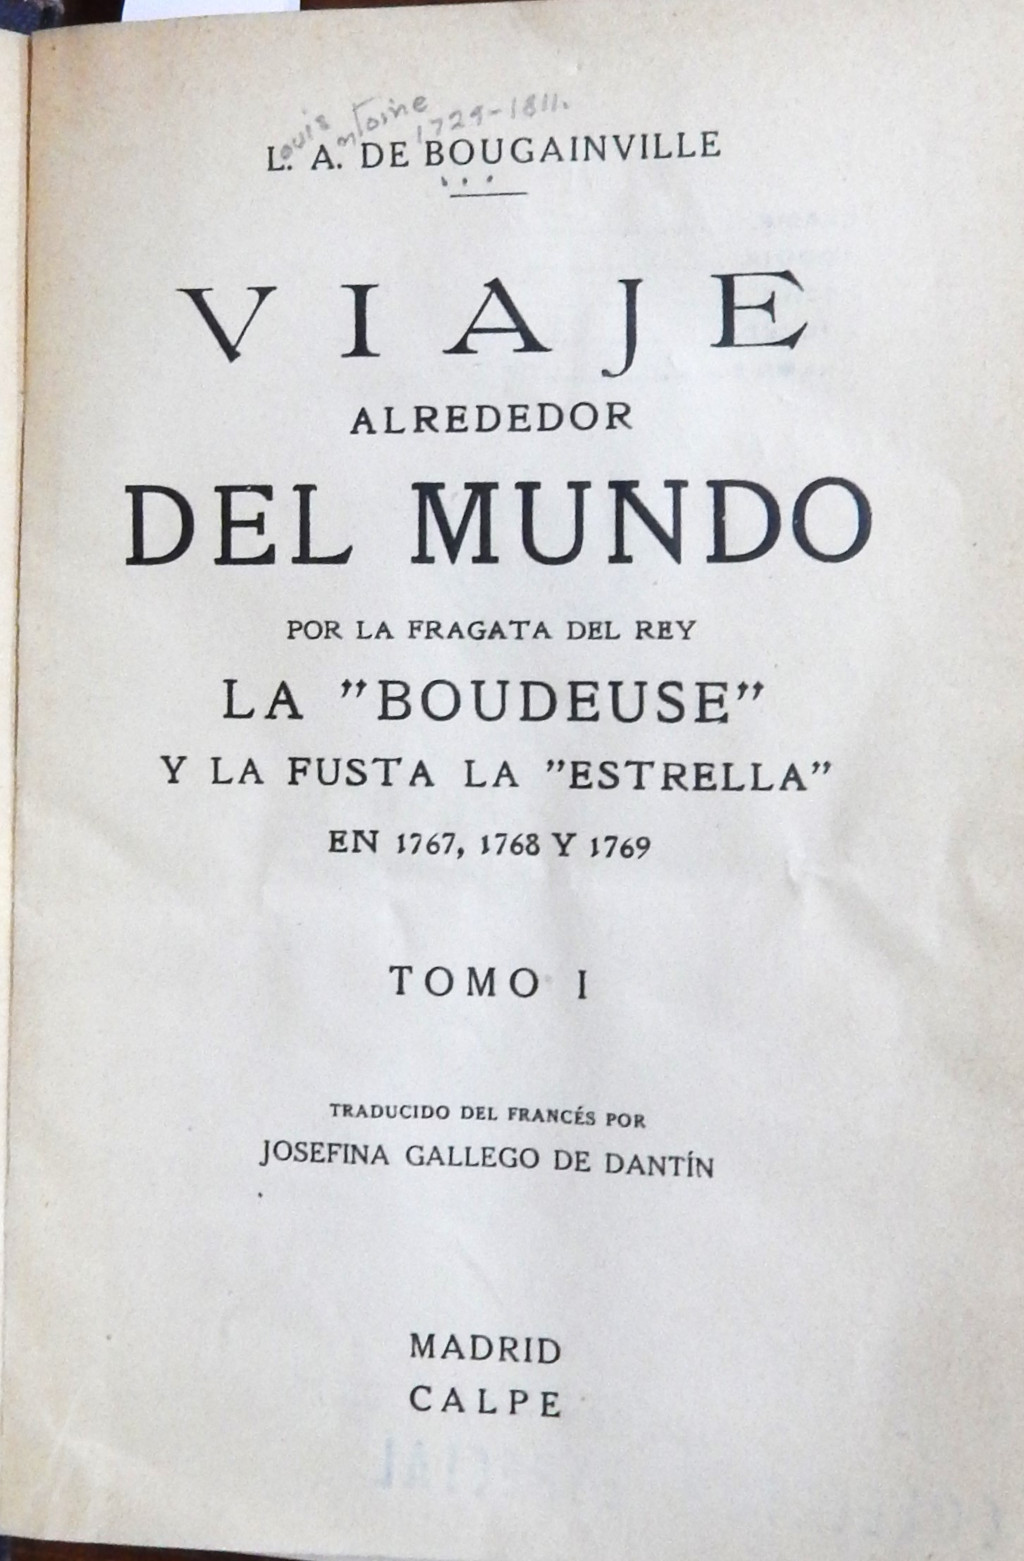 Louis Antoine 1729-1811.
L. A. DE BOUGAINVILLE
VIAJE
ALREDEDOR
DEL MUNDO
POR LA FRAGATA DEL REY
LA "BOUDEUSE"
Y LA FUSTA LA "ESTRELLA"
EN 1767, 1768 Y 1769
TOMO I
TRADUCIDO DEL FRANCÉS POR
JOSEFINA GALLEGO DE DANTÍN
MADRID
CALPE